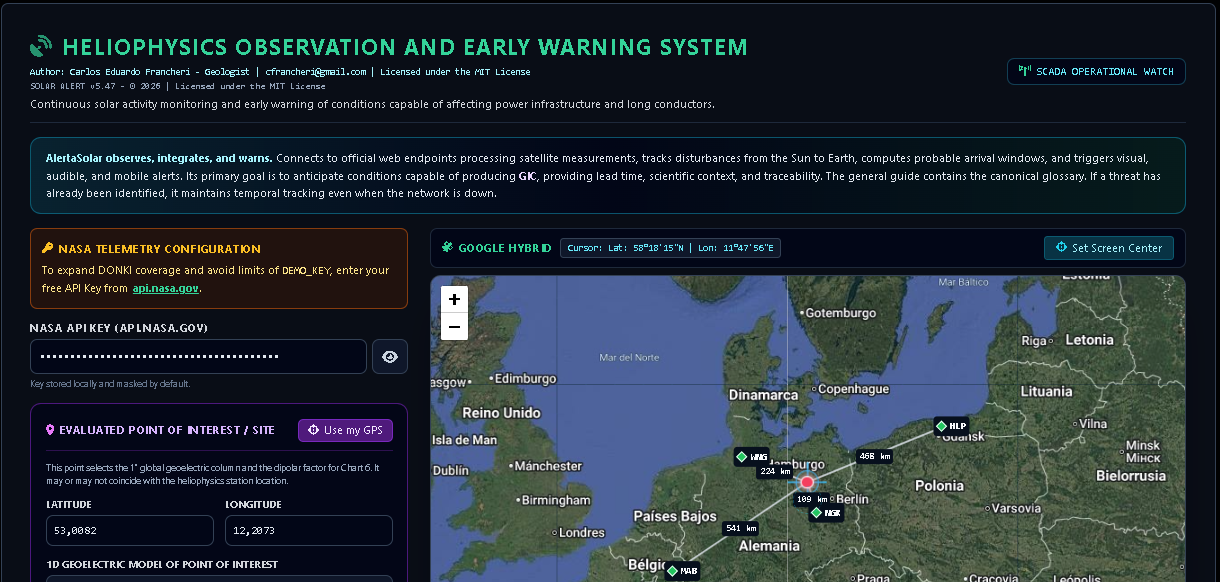 HELIOPHYSICS OBSERVATION AND EARLY WARNING SYSTEM
Author: Carlos Eduardo Francheri - Geologist | cfrancheri@gmail.com | Licensed under the MIT License
SOLAR ALERT v5.47 - © 2026 | Licensed under the MIT License
Continuous solar activity monitoring and early warning of conditions capable of affecting power infrastructure and long conductors.
SCADA OPERATIONAL WATCH
AlertaSolar observes, integrates, and warns. Connects to official web endpoints processing satellite measurements, tracks disturbances from the Sun to Earth, computes probable arrival windows, and triggers visual,
audible, and mobile alerts. Its primary goal is to anticipate conditions capable of producing GIC, providing lead time, scientific context, and traceability. The general guide contains the canonical glossary. If a threat has
already been identified, it maintains temporal tracking even when the network is down.
NASA TELEMETRY CONFIGURATION
To expand DONKI coverage and avoid limits of DEMO_KEY, enter your
free API Key from api.nasa.gov.
NASA API KEY (API.NASA.GOV)
Key stored locally and masked by default.
EVALUATED POINT OF INTEREST / SITE
Use my GPS
This point selects the 1° global geoelectric column and the dipolar factor for Chart 6. It
may or may not coincide with the heliophysics station location.
LATITUDE
LONGITUDE
53,0082
12,2073
1D GEOELECTRIC MODEL OF POINT OF INTEREST
GOOGLE HYBRID
Cursor: Lat: 58°18'15"N | Lon: 11°47'56"E
Set Screen Center
+
−
Mar Báltico
Estonia
Gotemburgo
Riga
Letonia
Mar del Norte
asgow
Edimburgo
Dinamarca
Copenhague
Lituania
Reino Unido
HLP
Gdansk
Vilna
Isla de Man
Minsk
Мінск
WNG
Hamburgo
468 km
Dublín
Mánchester
224 km
Bielorrusia
Polonia
109 km
Berlín
Birmingham
NGK
Varsovia
Países Bajos
541 km
Londres
Alemania
Bélgi
MAB
Praga
Cracovia
Leópolis